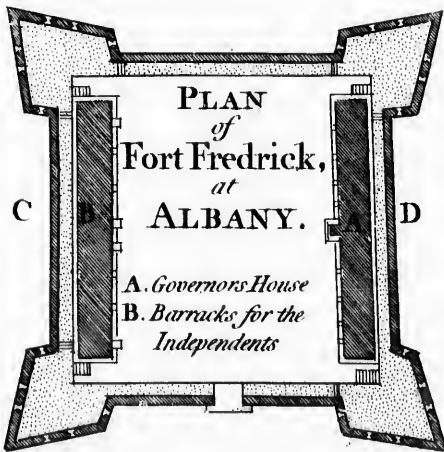 PLAN
of
Fort Fredrick,
at
ALBANY.
C
B.
A
D
A. Governors House
B. Barracks for the
Independents